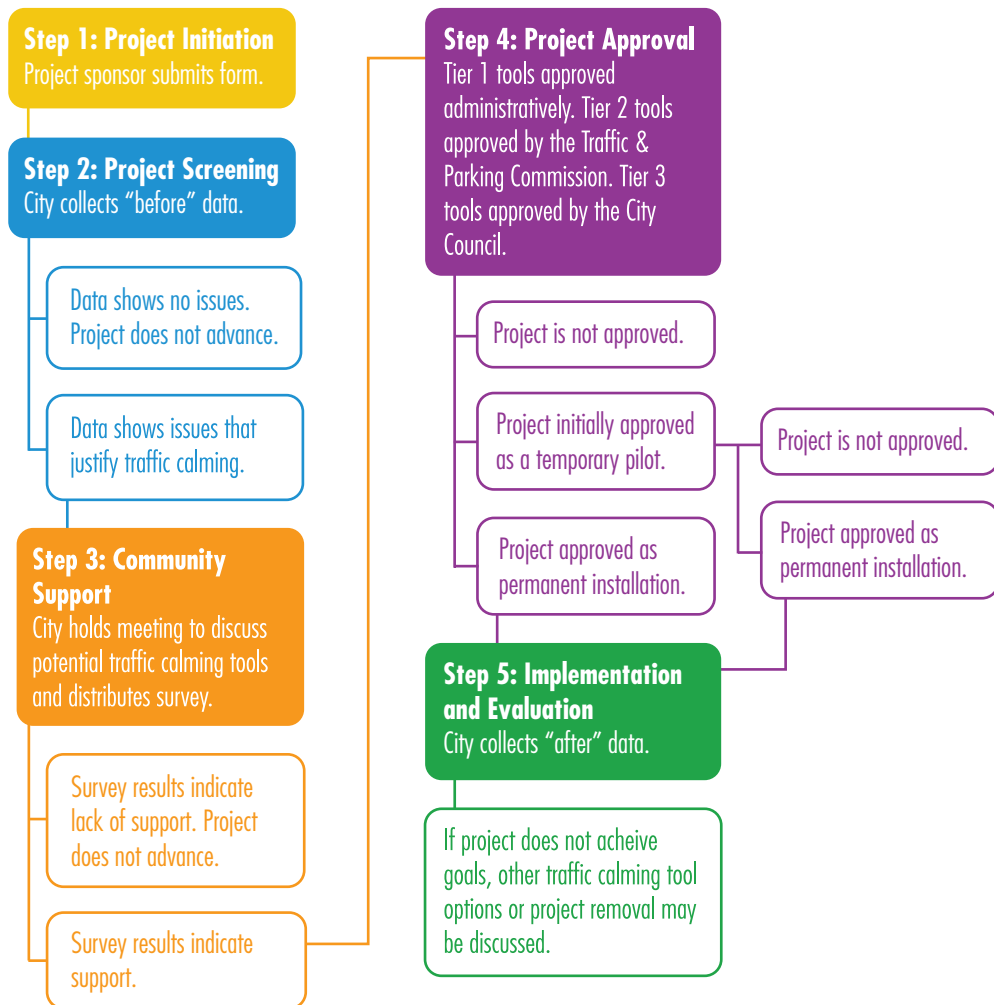 Step 1: Project Initiation
Project sponsor submits form.
Step 2: Project Screening
City collects “before” data.
Data shows no issues.
Project does not advance.
Data shows issues that
justify traffic calming.
Step 3: Community
Support
City holds meeting to discuss
potential traffic calming tools
and distributes survey.
Survey results indicate
lack of support. Project
does not advance.
Survey results indicate
support.
Step 4: Project Approval
Tier 1 tools approved
administratively. Tier 2 tools
approved by the Traffic &
Parking Commission. Tier 3
tools approved by the City
Council.
Project is not approved.
Project initially approved
as a temporary pilot.
Project is not approved.
Project approved as
permanent installation.
Project approved as
permanent installation.
Step 5: Implementation
and Evaluation
City collects “after” data.
If project does not acheive
goals, other traffic calming tool
options or project removal may
be discussed.